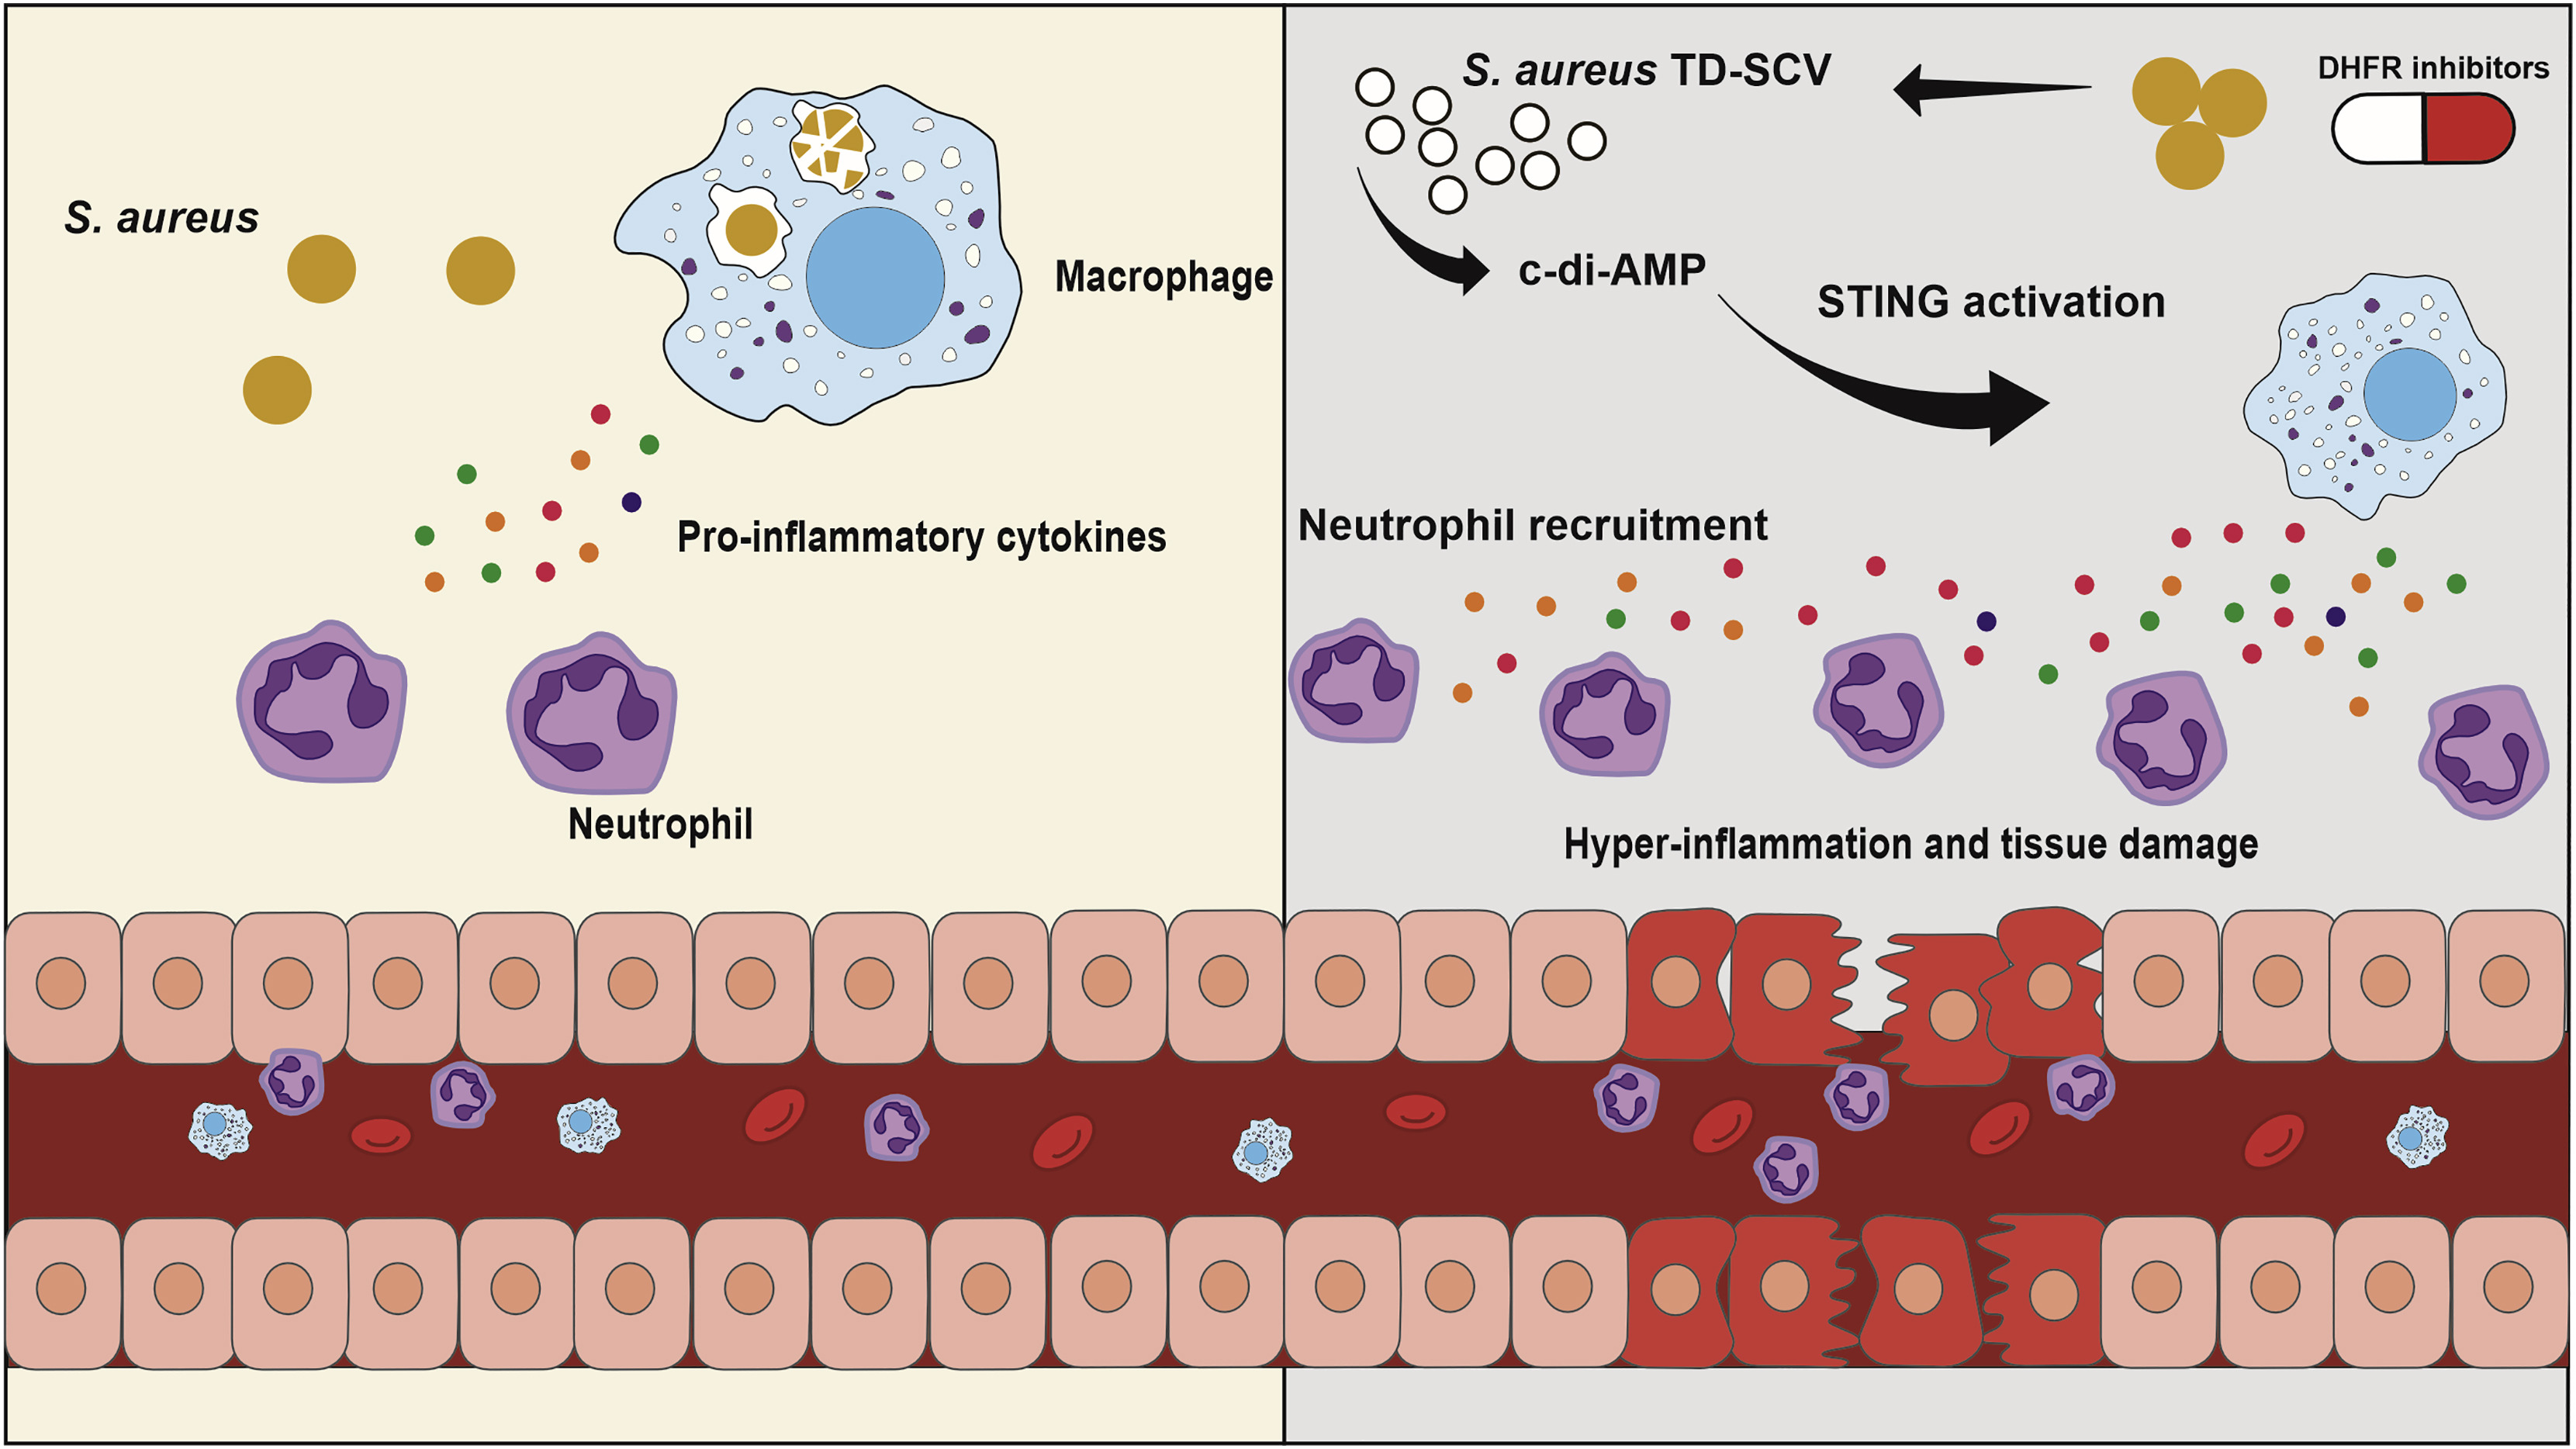 S. aureus
Macrophage
Pro-inflammatory cytokines
Neutrophil
S. aureus TD-SCV
DHFR inhibitors
c-di-AMP
STING activation
Neutrophil recruitment
Hyper-inflammation and tissue damage